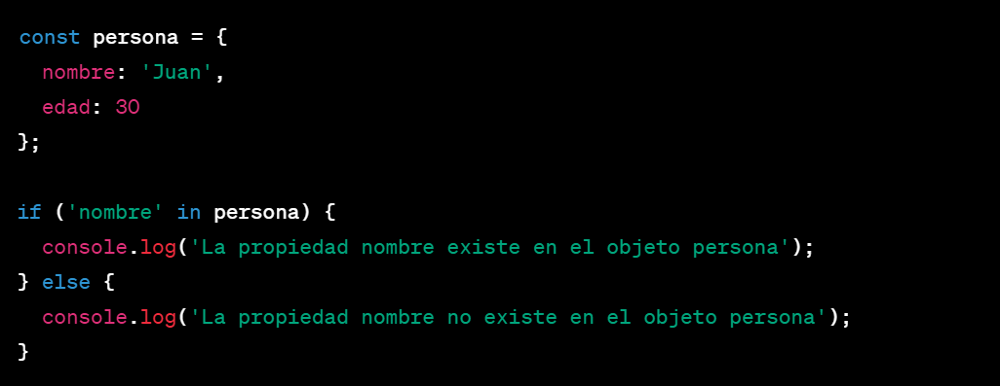 const persona = {
  nombre: 'Juan',
  edad: 30
};
if ('nombre' in persona) {
  console.log('La propiedad nombre existe en el objeto persona');
} else {
  console.log('La propiedad nombre no existe en el objeto persona');
}